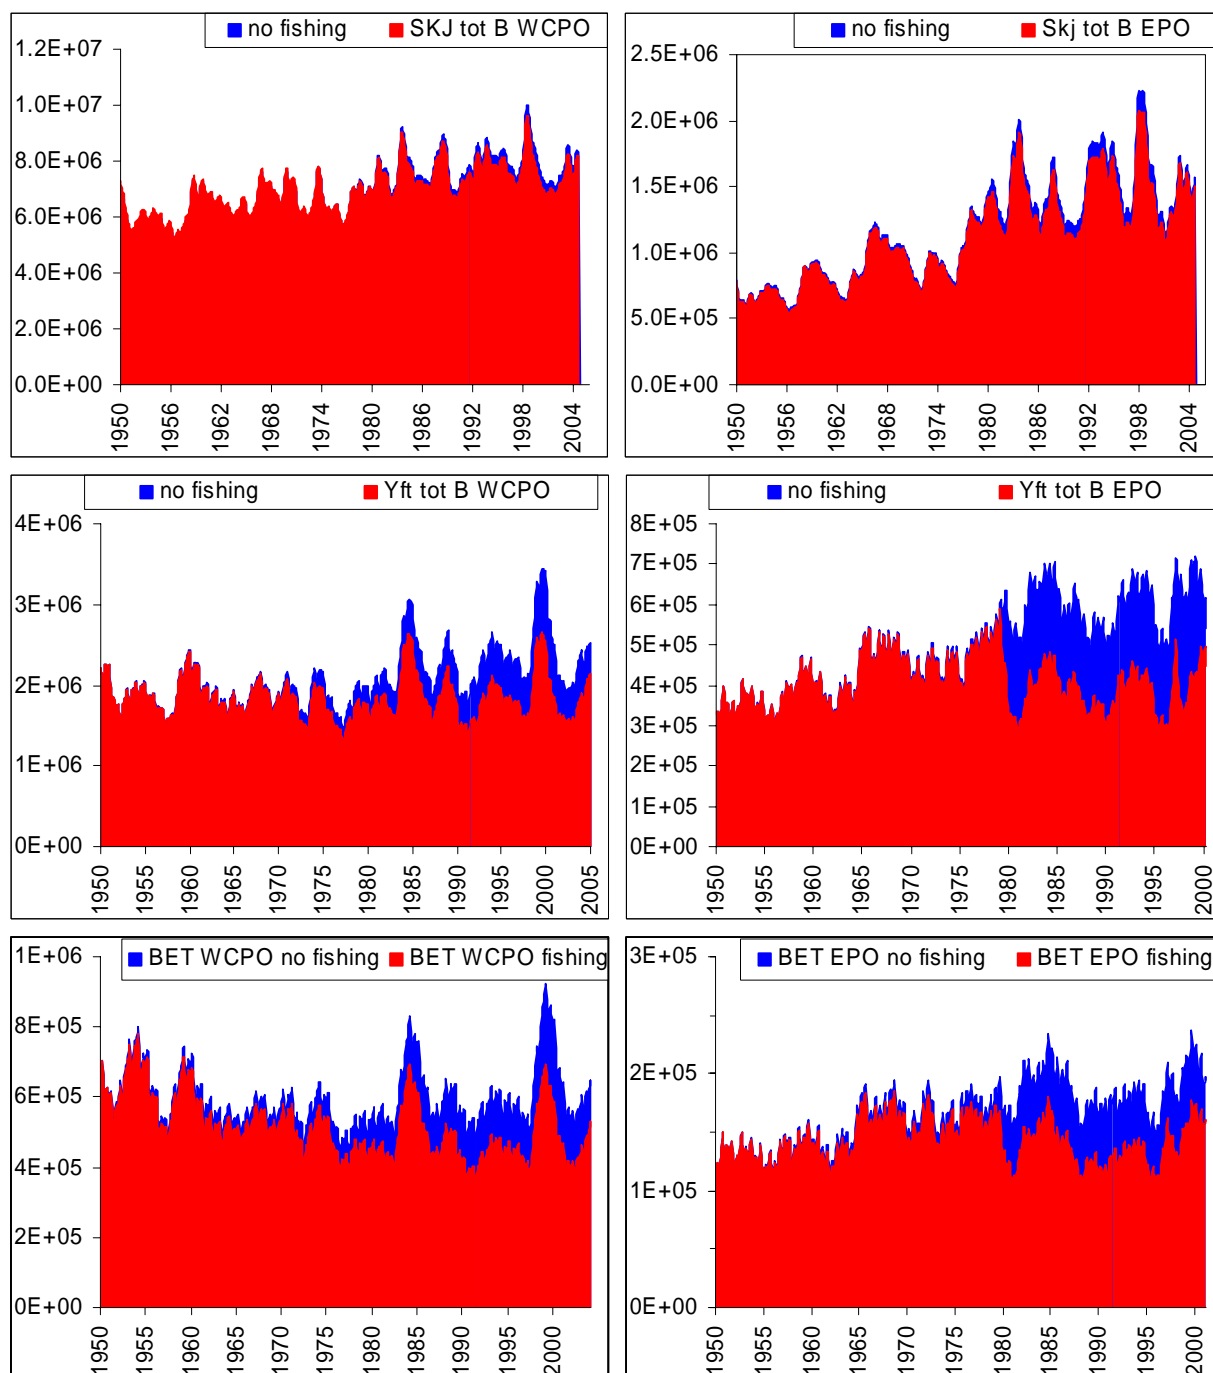 no fishing SKJ tot B WCPO
1.2E+07
1.0E+07
8.0E+06
6.0E+06
4.0E+06
2.0E+06
0.0E+00
1950 1956 1962 1968 1974 1980 1986 1992 1998 2004
no fishing Skj tot B EPO
2.5E+06
2.0E+06
1.5E+06
1.0E+06
5.0E+05
0.0E+00
1950 1956 1962 1968 1974 1980 1986 1992 1998 2004
no fishing Yft tot B WCPO
4E+06
3E+06
2E+06
1E+06
0E+00
1950 1955 1960 1965 1970 1975 1980 1985 1990 1995 2000 2005
no fishing Yft tot B EPO
8E+05
7E+05
6E+05
5E+05
4E+05
3E+05
2E+05
1E+05
0E+00
1950 1955 1960 1965 1970 1975 1980 1985 1990 1995 2000
BET WCPO no fishing BET WCPO fishing
1E+06
8E+05
6E+05
4E+05
2E+05
0E+00
1950 1955 1960 1965 1970 1975 1980 1985 1990 1995 2000
BET EPO no fishing BET EPO fishing
3E+05
2E+05
1E+05
0E+00
1950 1955 1960 1965 1970 1975 1980 1985 1990 1995 2000